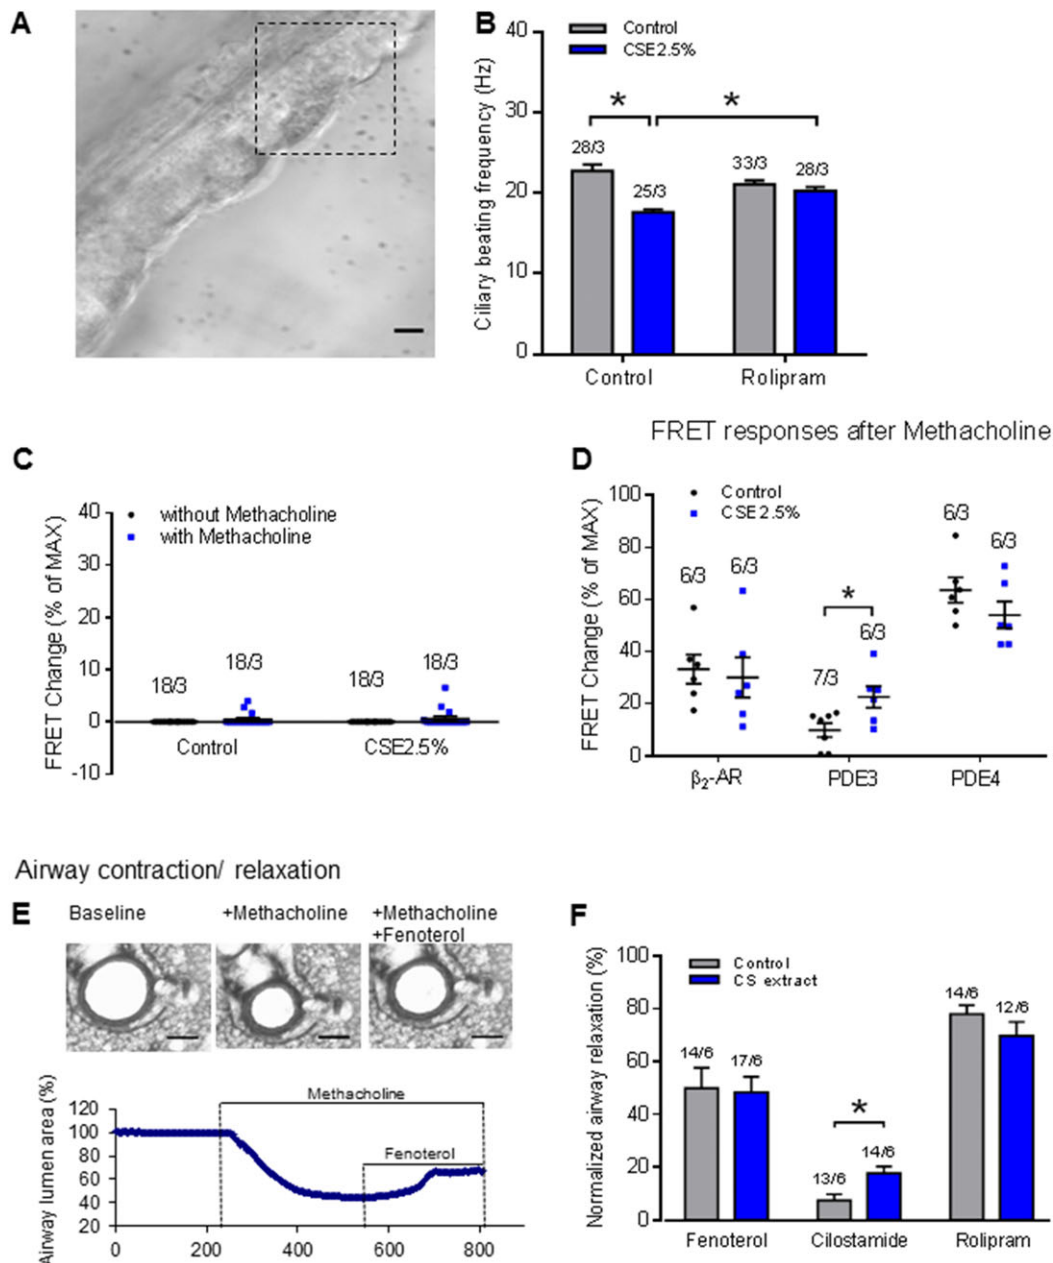 A
B
Control
CSE2.5%
Ciliary beating frequency (Hz)
40
30
20
10
0
*
*
28/3
25/3
33/3
28/3
Control
Rolipram
C
FRET Change (% of MAX)
40
30
20
10
0
-10
without Methacholine
with Methacholine
18/3
18/3
18/3
18/3
Control
CSE2.5%
FRET responses after Methacholine
D
FRET Change (% of MAX)
100
80
60
40
20
0
Control
CSE2.5%
6/3
6/3
7/3
*
6/3
6/3
6/3
β₂-AR
PDE3
PDE4
Airway contraction/ relaxation
E
Baseline
+Methacholine
+Methacholine
+Fenoterol
Airway lumen area (%)
120
100
80
60
40
20
Methacholine
Fenoterol
0
200
400
600
800
F
Normalized airway relaxation (%)
100
80
60
40
20
0
Control
CS extract
14/6
17/6
13/6
*
14/6
14/6
12/6
Fenoterol
Cilostamide
Rolipram